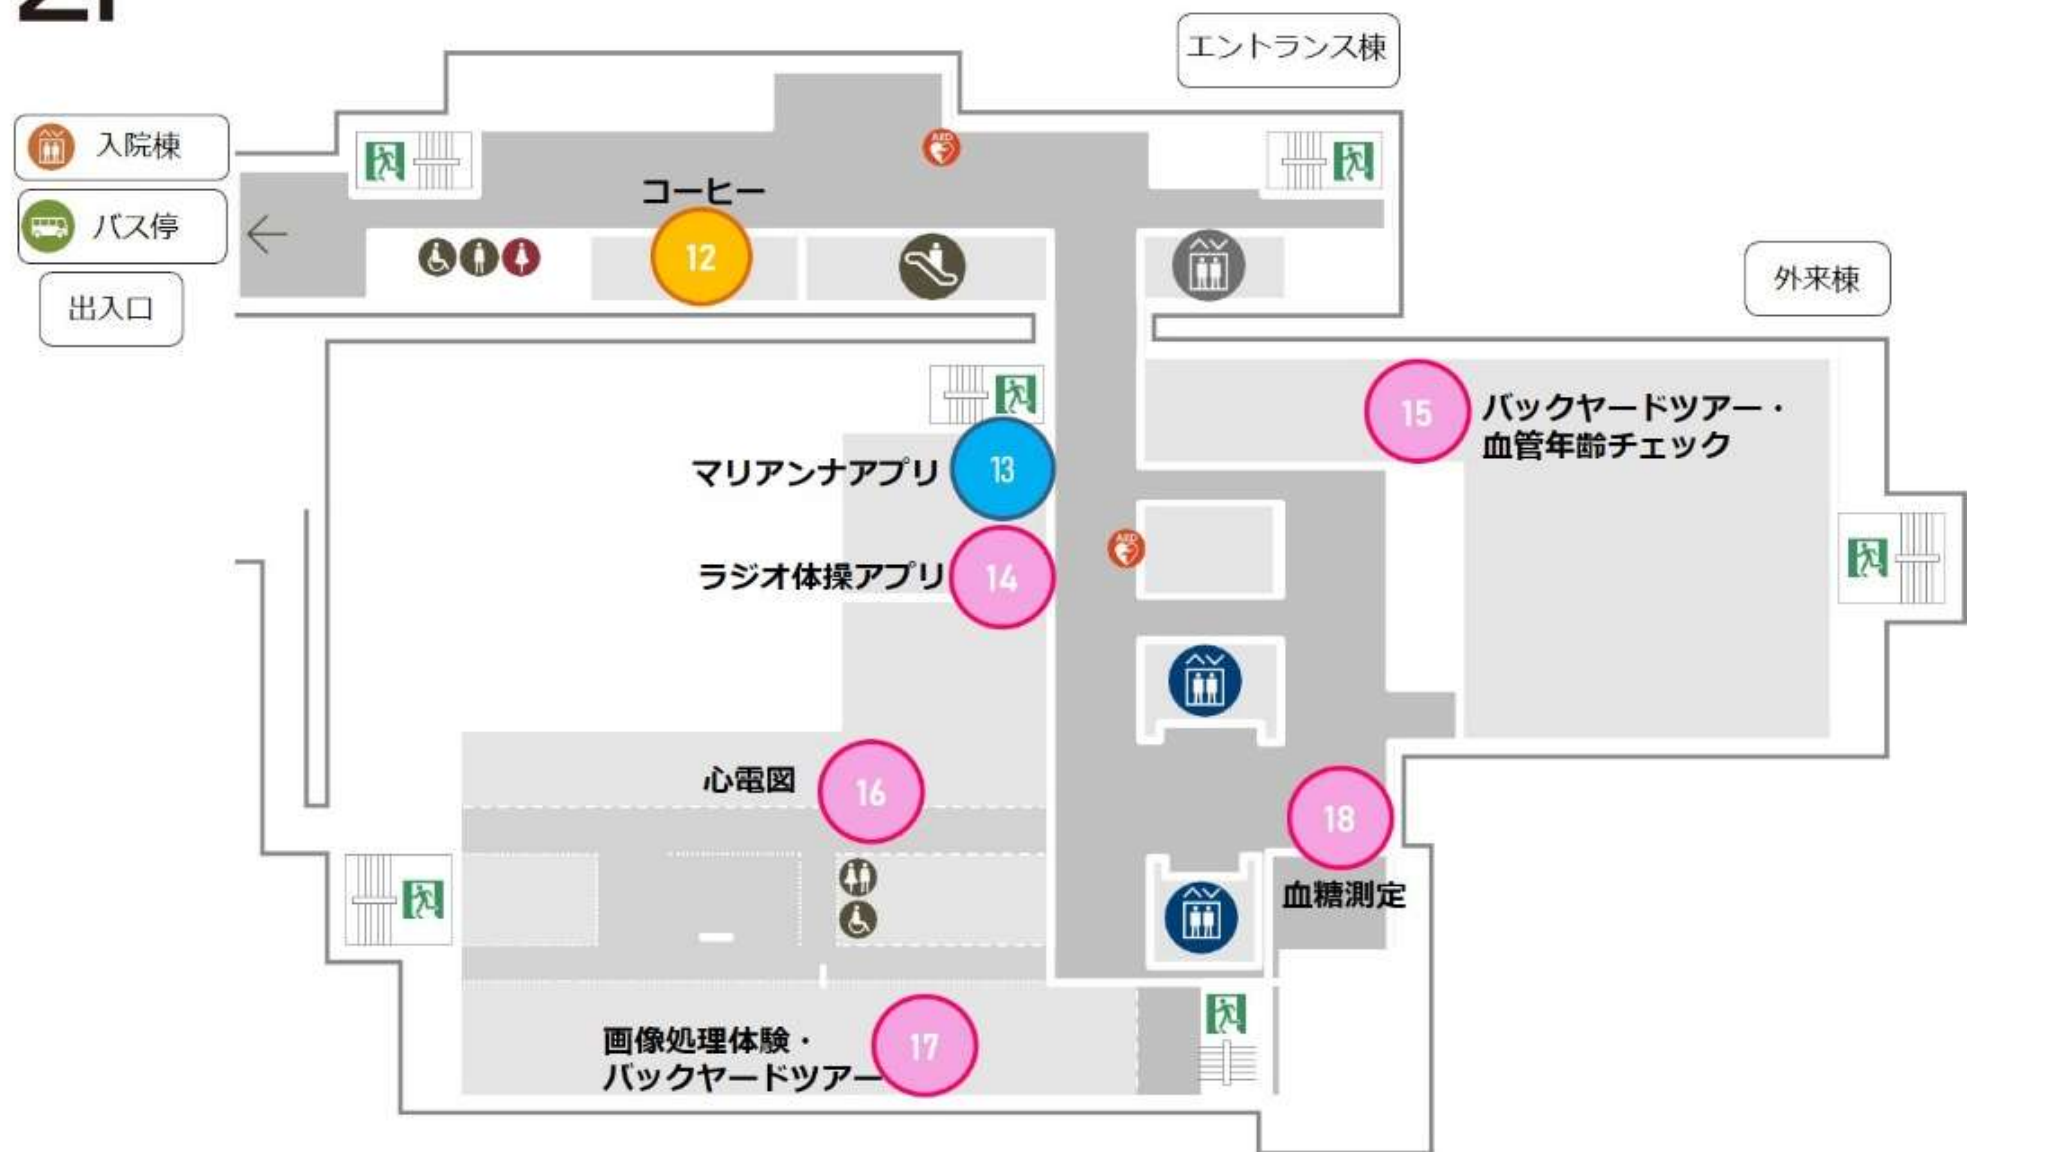 2F
エントランス棟
入院棟
AED
コーヒー
バス停
12
出入口
外来棟
15
バックヤードツアー・
血管年齢チェック
マリアンナアプリ
13
AED
ラジオ体操アプリ
14
心電図
16
18
血糖測定
画像処理体験・
バックヤードツアー
17